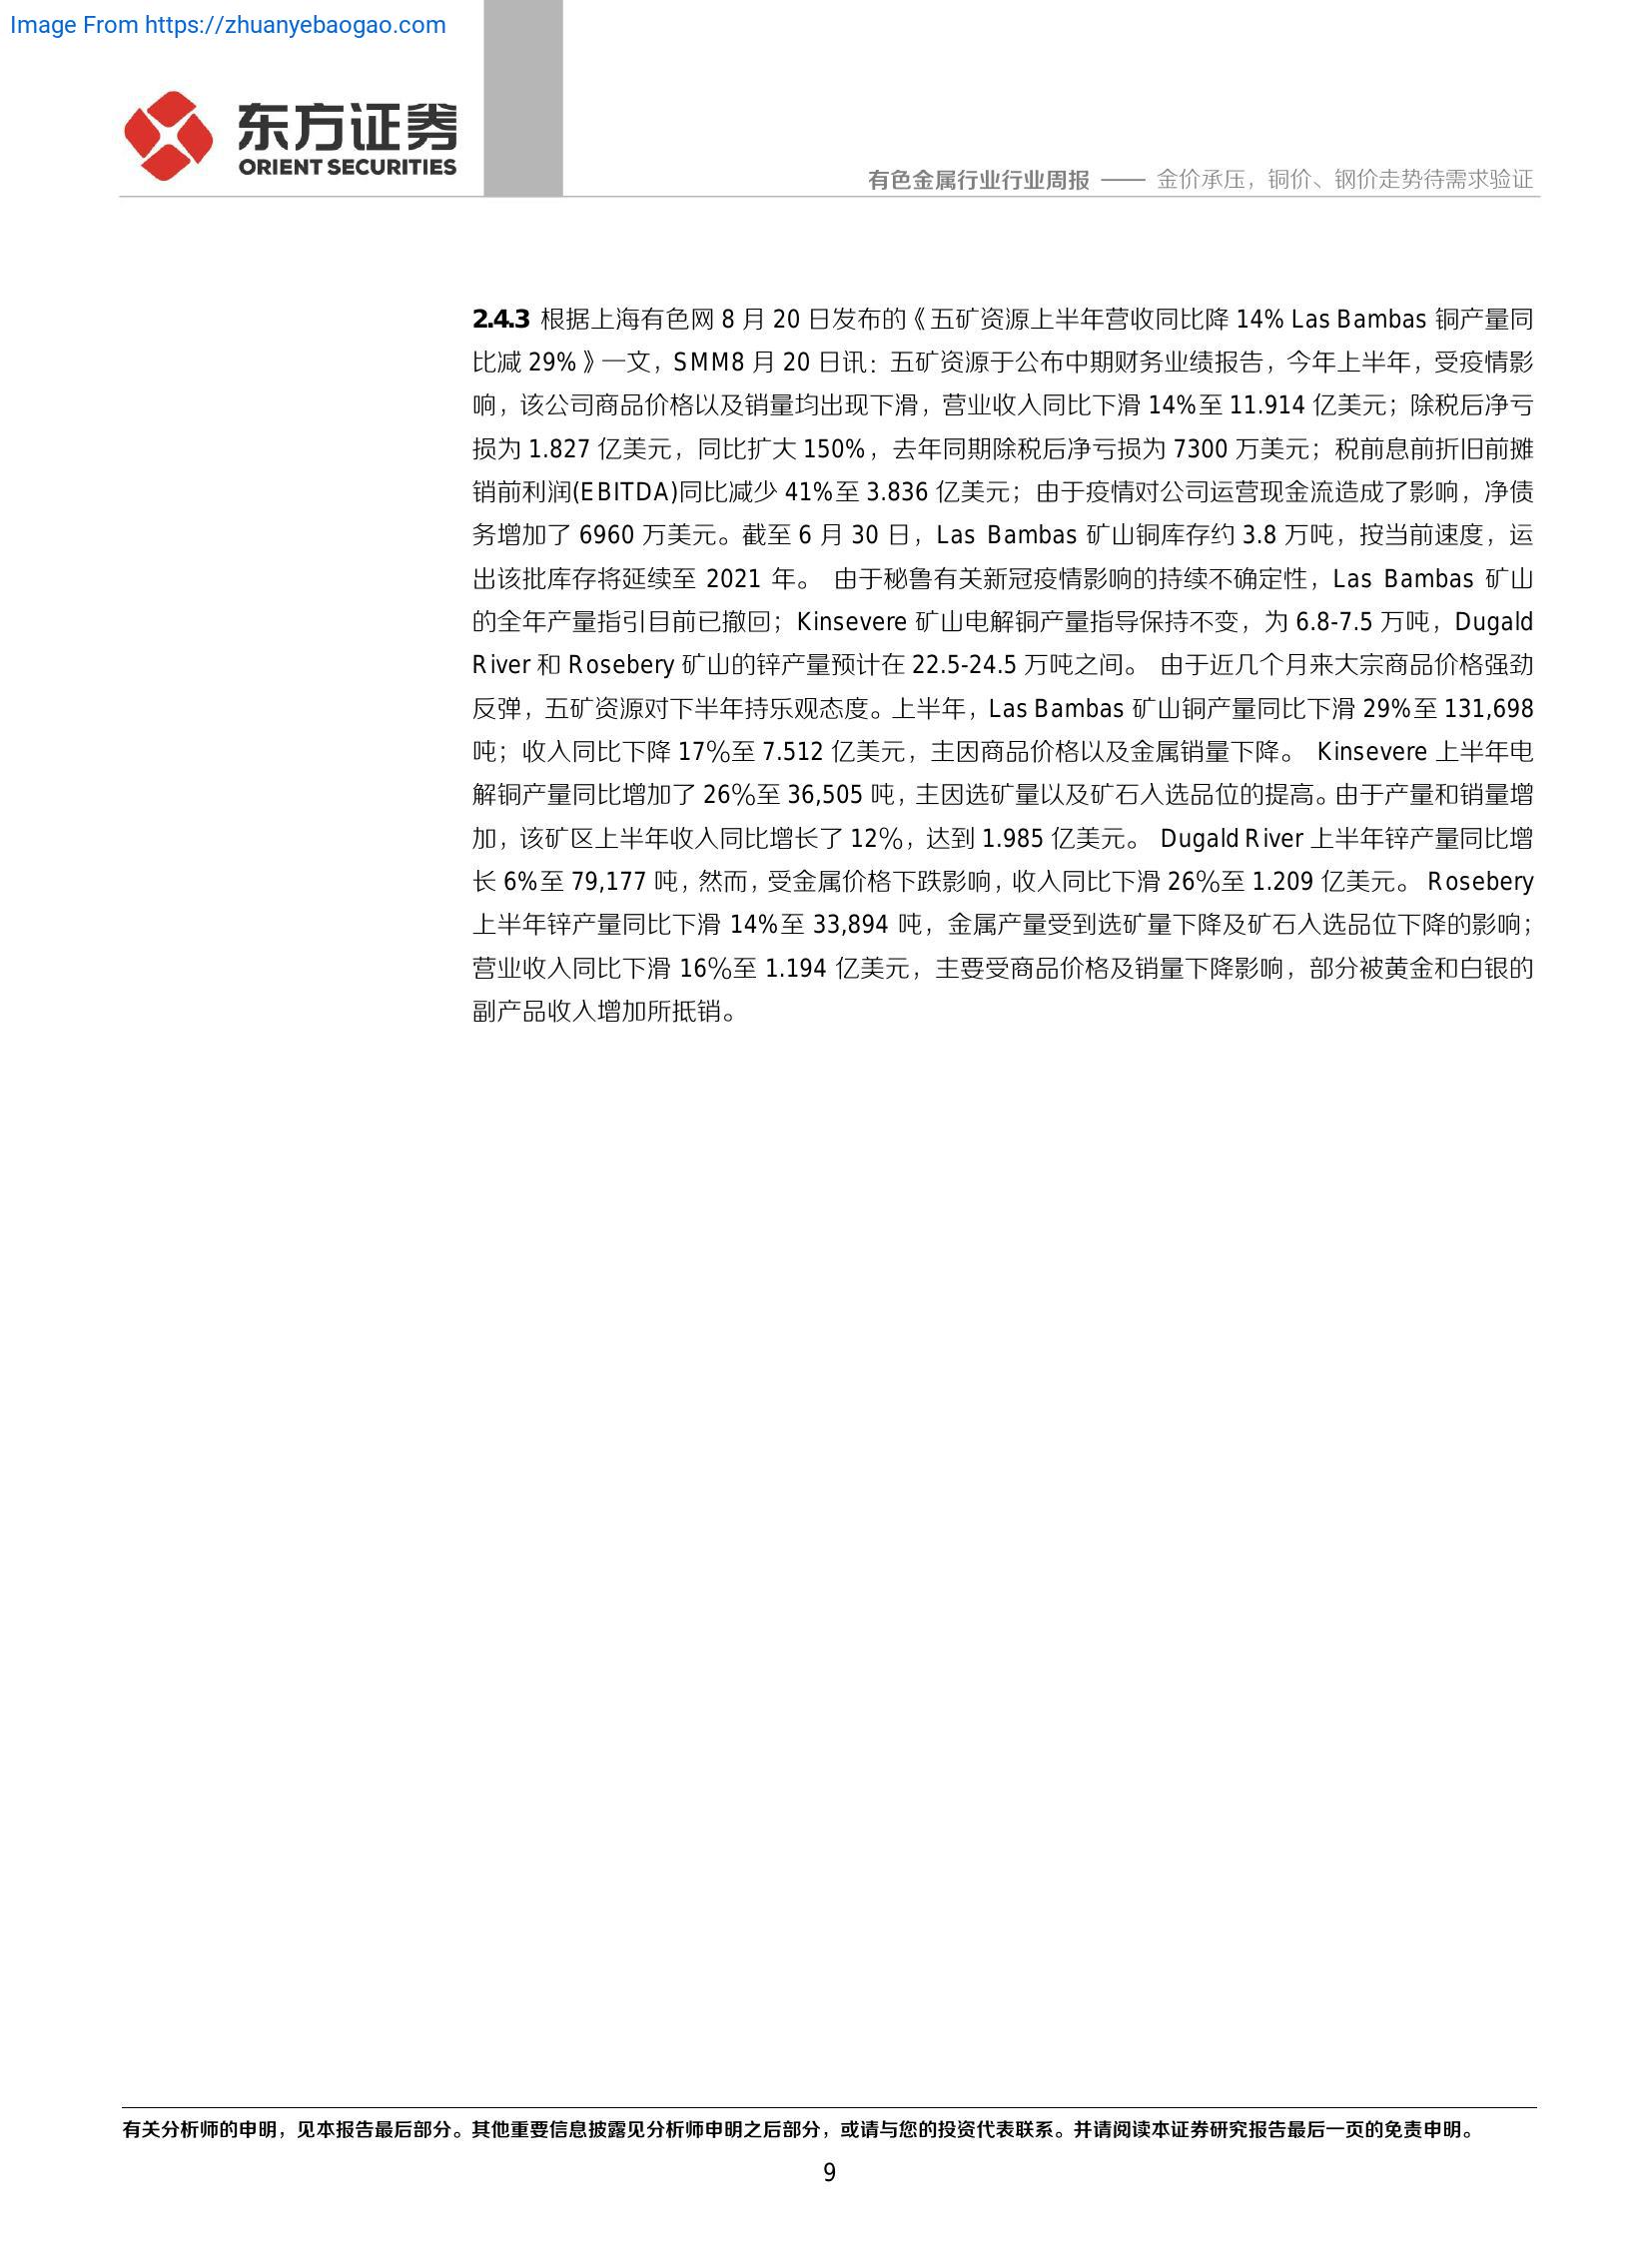 Image From https://zhuanyebaogao.com
东方证券
ORIENT SECURITIES
有色金属行业行业周报 —— 金价承压，铜价、钢价走势待需求验证
2.4.3 根据上海有色网 8 月 20 日发布的《五矿资源上半年营收同比降 14% Las Bambas 铜产量同
比减 29%》一文，SMM8 月 20 日讯：五矿资源于公布中期财务业绩报告，今年上半年，受疫情影
响，该公司商品价格以及销量均出现下滑，营业收入同比下滑 14%至 11.914 亿美元；除税后净亏
损为 1.827 亿美元，同比扩大 150%，去年同期除税后净亏损为 7300 万美元；税前息前折旧前摊
销前利润(EBITDA)同比减少 41%至 3.836 亿美元；由于疫情对公司运营现金流造成了影响，净债
务增加了 6960 万美元。截至 6 月 30 日，Las Bambas 矿山铜库存约 3.8 万吨，按当前速度，运
出该批库存将延续至 2021 年。 由于秘鲁有关新冠疫情影响的持续不确定性，Las Bambas 矿山
的全年产量指引目前已撤回；Kinsevere 矿山电解铜产量指导保持不变，为 6.8-7.5 万吨，Dugald
River 和 Rosebery 矿山的锌产量预计在 22.5-24.5 万吨之间。 由于近几个月来大宗商品价格强劲
反弹，五矿资源对下半年持乐观态度。上半年，Las Bambas 矿山铜产量同比下滑 29%至 131,698
吨；收入同比下降 17％至 7.512 亿美元，主因商品价格以及金属销量下降。 Kinsevere 上半年电
解铜产量同比增加了 26％至 36,505 吨，主因选矿量以及矿石入选品位的提高。由于产量和销量增
加，该矿区上半年收入同比增长了 12％，达到 1.985 亿美元。 Dugald River 上半年锌产量同比增
长 6%至 79,177 吨，然而，受金属价格下跌影响，收入同比下滑 26％至 1.209 亿美元。 Rosebery
上半年锌产量同比下滑 14%至 33,894 吨，金属产量受到选矿量下降及矿石入选品位下降的影响；
营业收入同比下滑 16％至 1.194 亿美元，主要受商品价格及销量下降影响，部分被黄金和白银的
副产品收入增加所抵销。
有关分析师的申明，见本报告最后部分。其他重要信息披露见分析师申明之后部分，或请与您的投资代表联系。并请阅读本证券研究报告最后一页的免责申明。
9